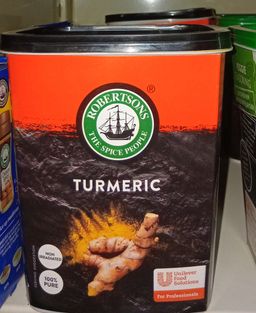 ROBERTSONS
®
THE SPICE PEOPLE
TURMERIC
NON
IRRADIATED
100%
PURE
Unilever
Food
Solutions
For Professionals